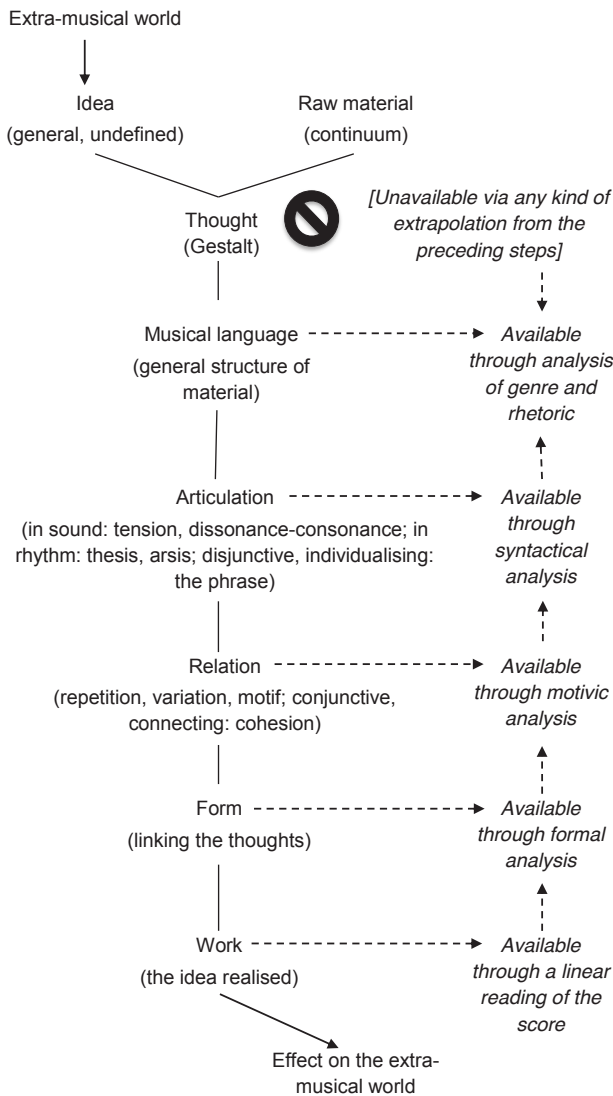 Extra-musical world
Idea
(general, undefined)
Raw material
(continuum)
Thought
(Gestalt)
[Unavailable via any kind of
extrapolation from the
preceding steps]
Musical language
(general structure of
material)
Available
through analysis
of genre and
rhetoric
Articulation
(in sound: tension, dissonance-consonance; in
rhythm: thesis, arsis; disjunctive, individualising:
the phrase)
Available
through
syntactical
analysis
Relation
(repetition, variation, motif; conjunctive,
connecting: cohesion)
Available
through motivic
analysis
Form
(linking the thoughts)
Available
through formal
analysis
Work
(the idea realised)
Available
through a linear
reading of the
score
Effect on the extra-
musical world